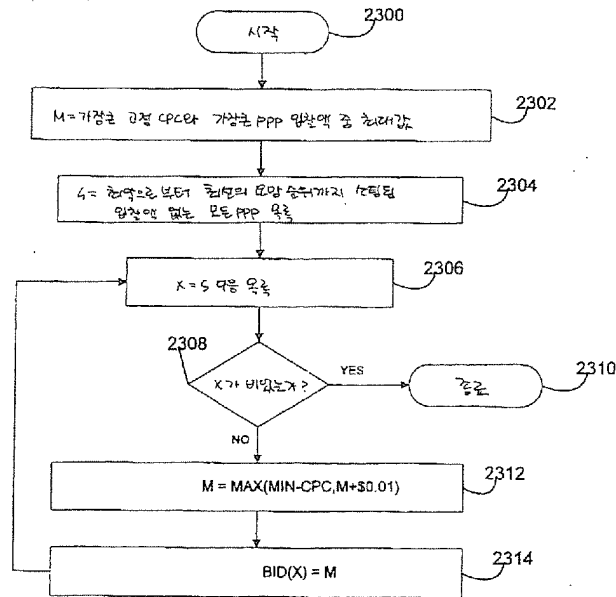 시작
2300
M=가장큰 고정 CPC와 가장큰 PPP 입찰액 중 최대값
2302
S= 최악으로부터 최선의 요망 순위까지 소팅된
입찰액 없는 모든 PPP 목록
2304
X = S 다음 목록
2306
2308
X가 비었는가?
YES
종료
2310
NO
M = MAX(MIN-CPC,M+$0.01)
2312
BID(X) = M
2314